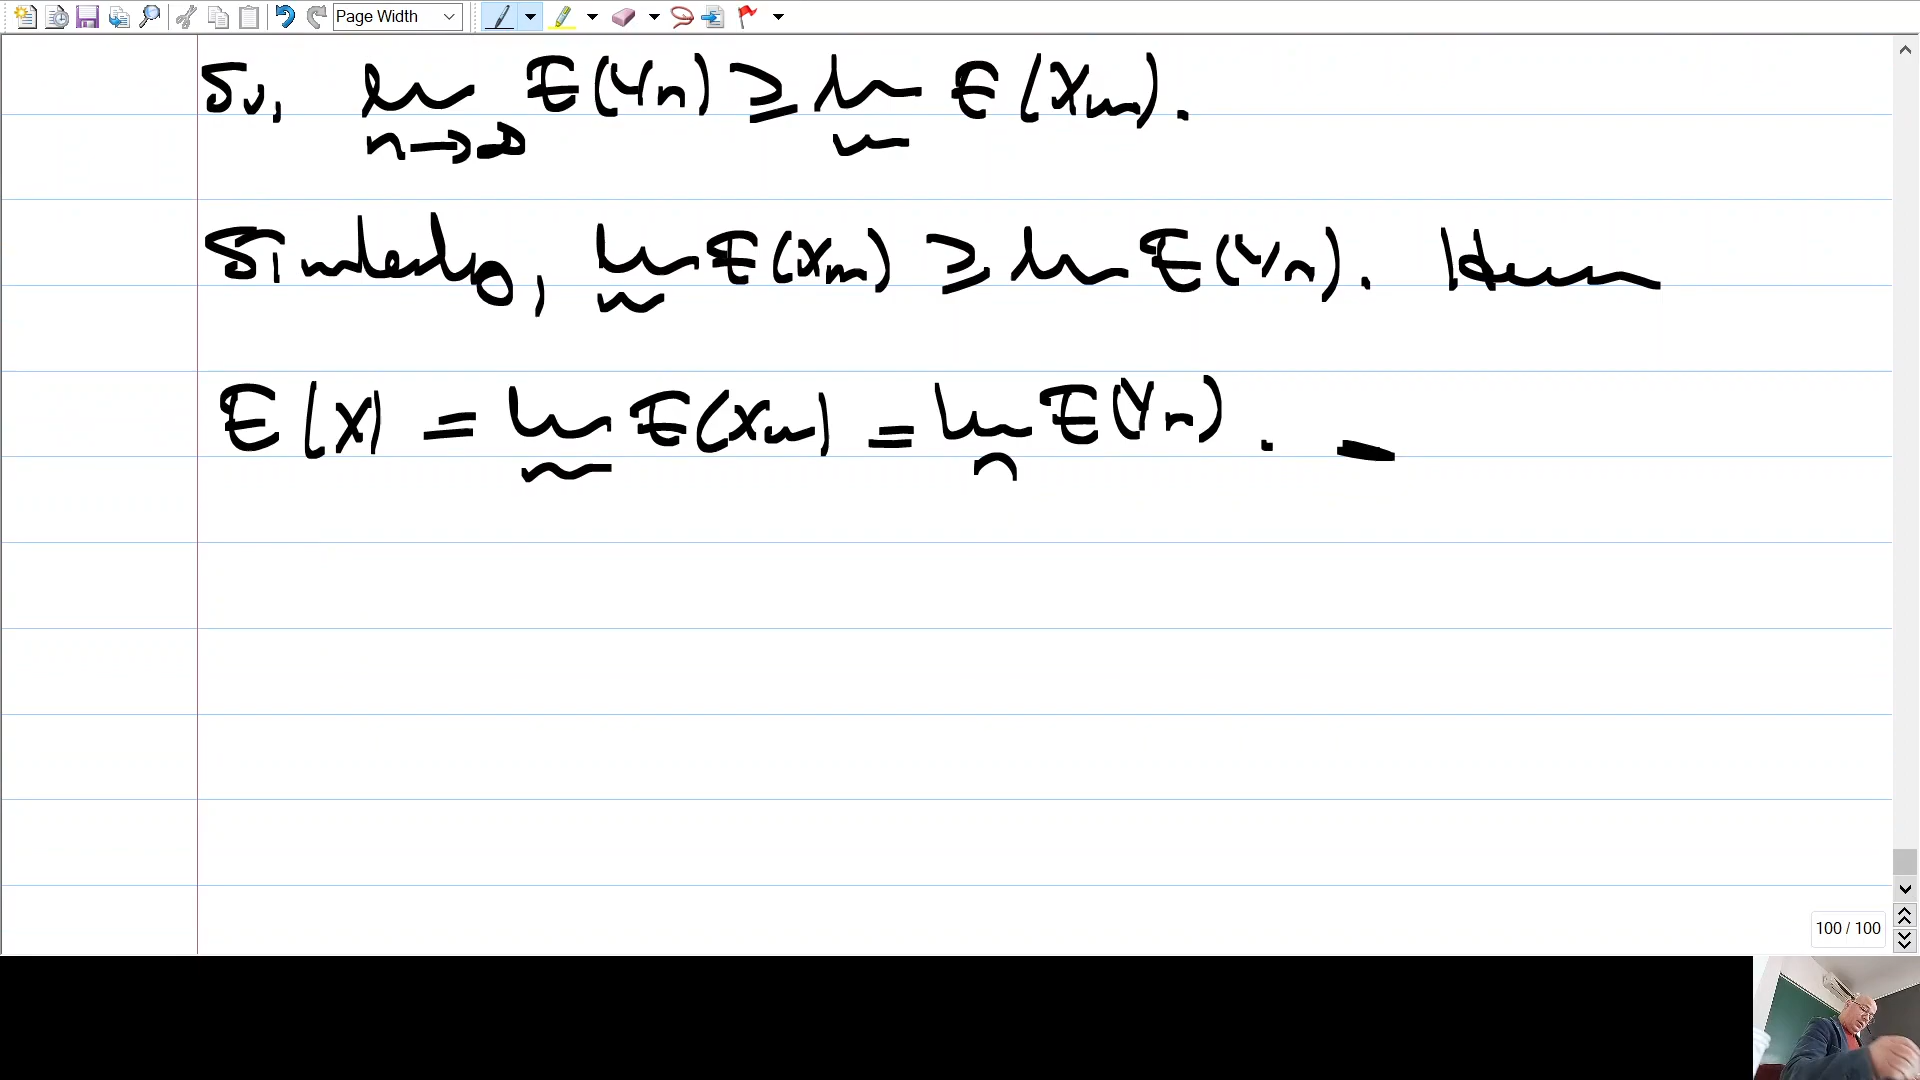 Page Width
So, lim E(Yn) ≥ lim E(Xm).
n→∞ m
Similarly, lim E(Xm) ≥ lim E(Yn). Hence
m
E(X) = lim E(Xm) = lim E(Yn). –
m n
100 / 100